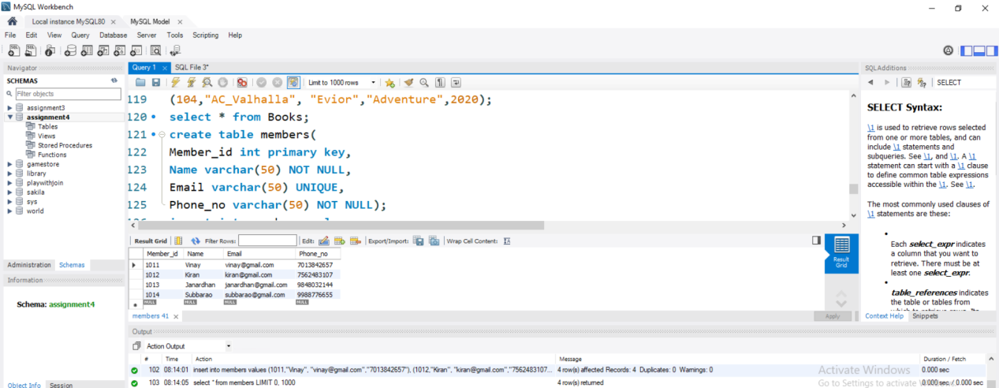 MySQL Workbench
Local instance MySQL80 ×
MySQL Model ×
File Edit View Query Database Server Tools Scripting Help
Navigator
SCHEMAS
Filter objects
assignment3
assignment4
Tables
Views
Stored Procedures
Functions
gamestore
library
playwithjoin
sakila
sys
world
Administration Schemas
Information
Schema: assignment4
Object Info Session
Query 1 × SQL File 3*
Limit to 1000 rows
119 (104,"AC_Valhalla", "Evior","Adventure",2020);
120 select * from Books;
121 create table members(
122 Member_id int primary key,
123 Name varchar(50) NOT NULL,
124 Email varchar(50) UNIQUE,
125 Phone_no varchar(50) NOT NULL);
Result Grid Filter Rows: Edit: Export/Import: Wrap Cell Content:
Member_id Name Email Phone_no
1011 Vinay vinay@gmail.com 7013842657
1012 Kiran kiran@gmail.com 7562483107
1013 Janardhan janardhan@gmail.com 9848032144
1014 Subbarao subbarao@gmail.com 9988776655
NULL NULL NULL NULL
Result
Grid
members 41 ×
Apply
Output
Action Output
# Time Action Message Duration / Fetch
102 08:14:01 insert into members values (1011,"Vinay", "vinay@gmail.com","7013842657"), (1012,"Kiran", "kiran@gmail.com","7562483107... 4 row(s) affected Records: 4 Duplicates: 0 Warnings: 0 0.000 sec
103 08:14:05 select * from members LIMIT 0, 1000 4 row(s) returned 0.000 sec / 0.000 sec
SQLAdditions
SELECT
SELECT Syntax:
\1 is used to retrieve rows selected
from one or more tables, and can
include \1 statements and
subqueries. See \1, and \1. A \1
statement can start with a \1 clause
to define common table expressions
accessible within the \1. See \1.
The most commonly used clauses of
\1 statements are these:
Each select_expr indicates
a column that you want to
retrieve. There must be at
least one select_expr.
table_references indicates
the table or tables from
Context Help Snippets
Activate Windows
Go to Settings to activate